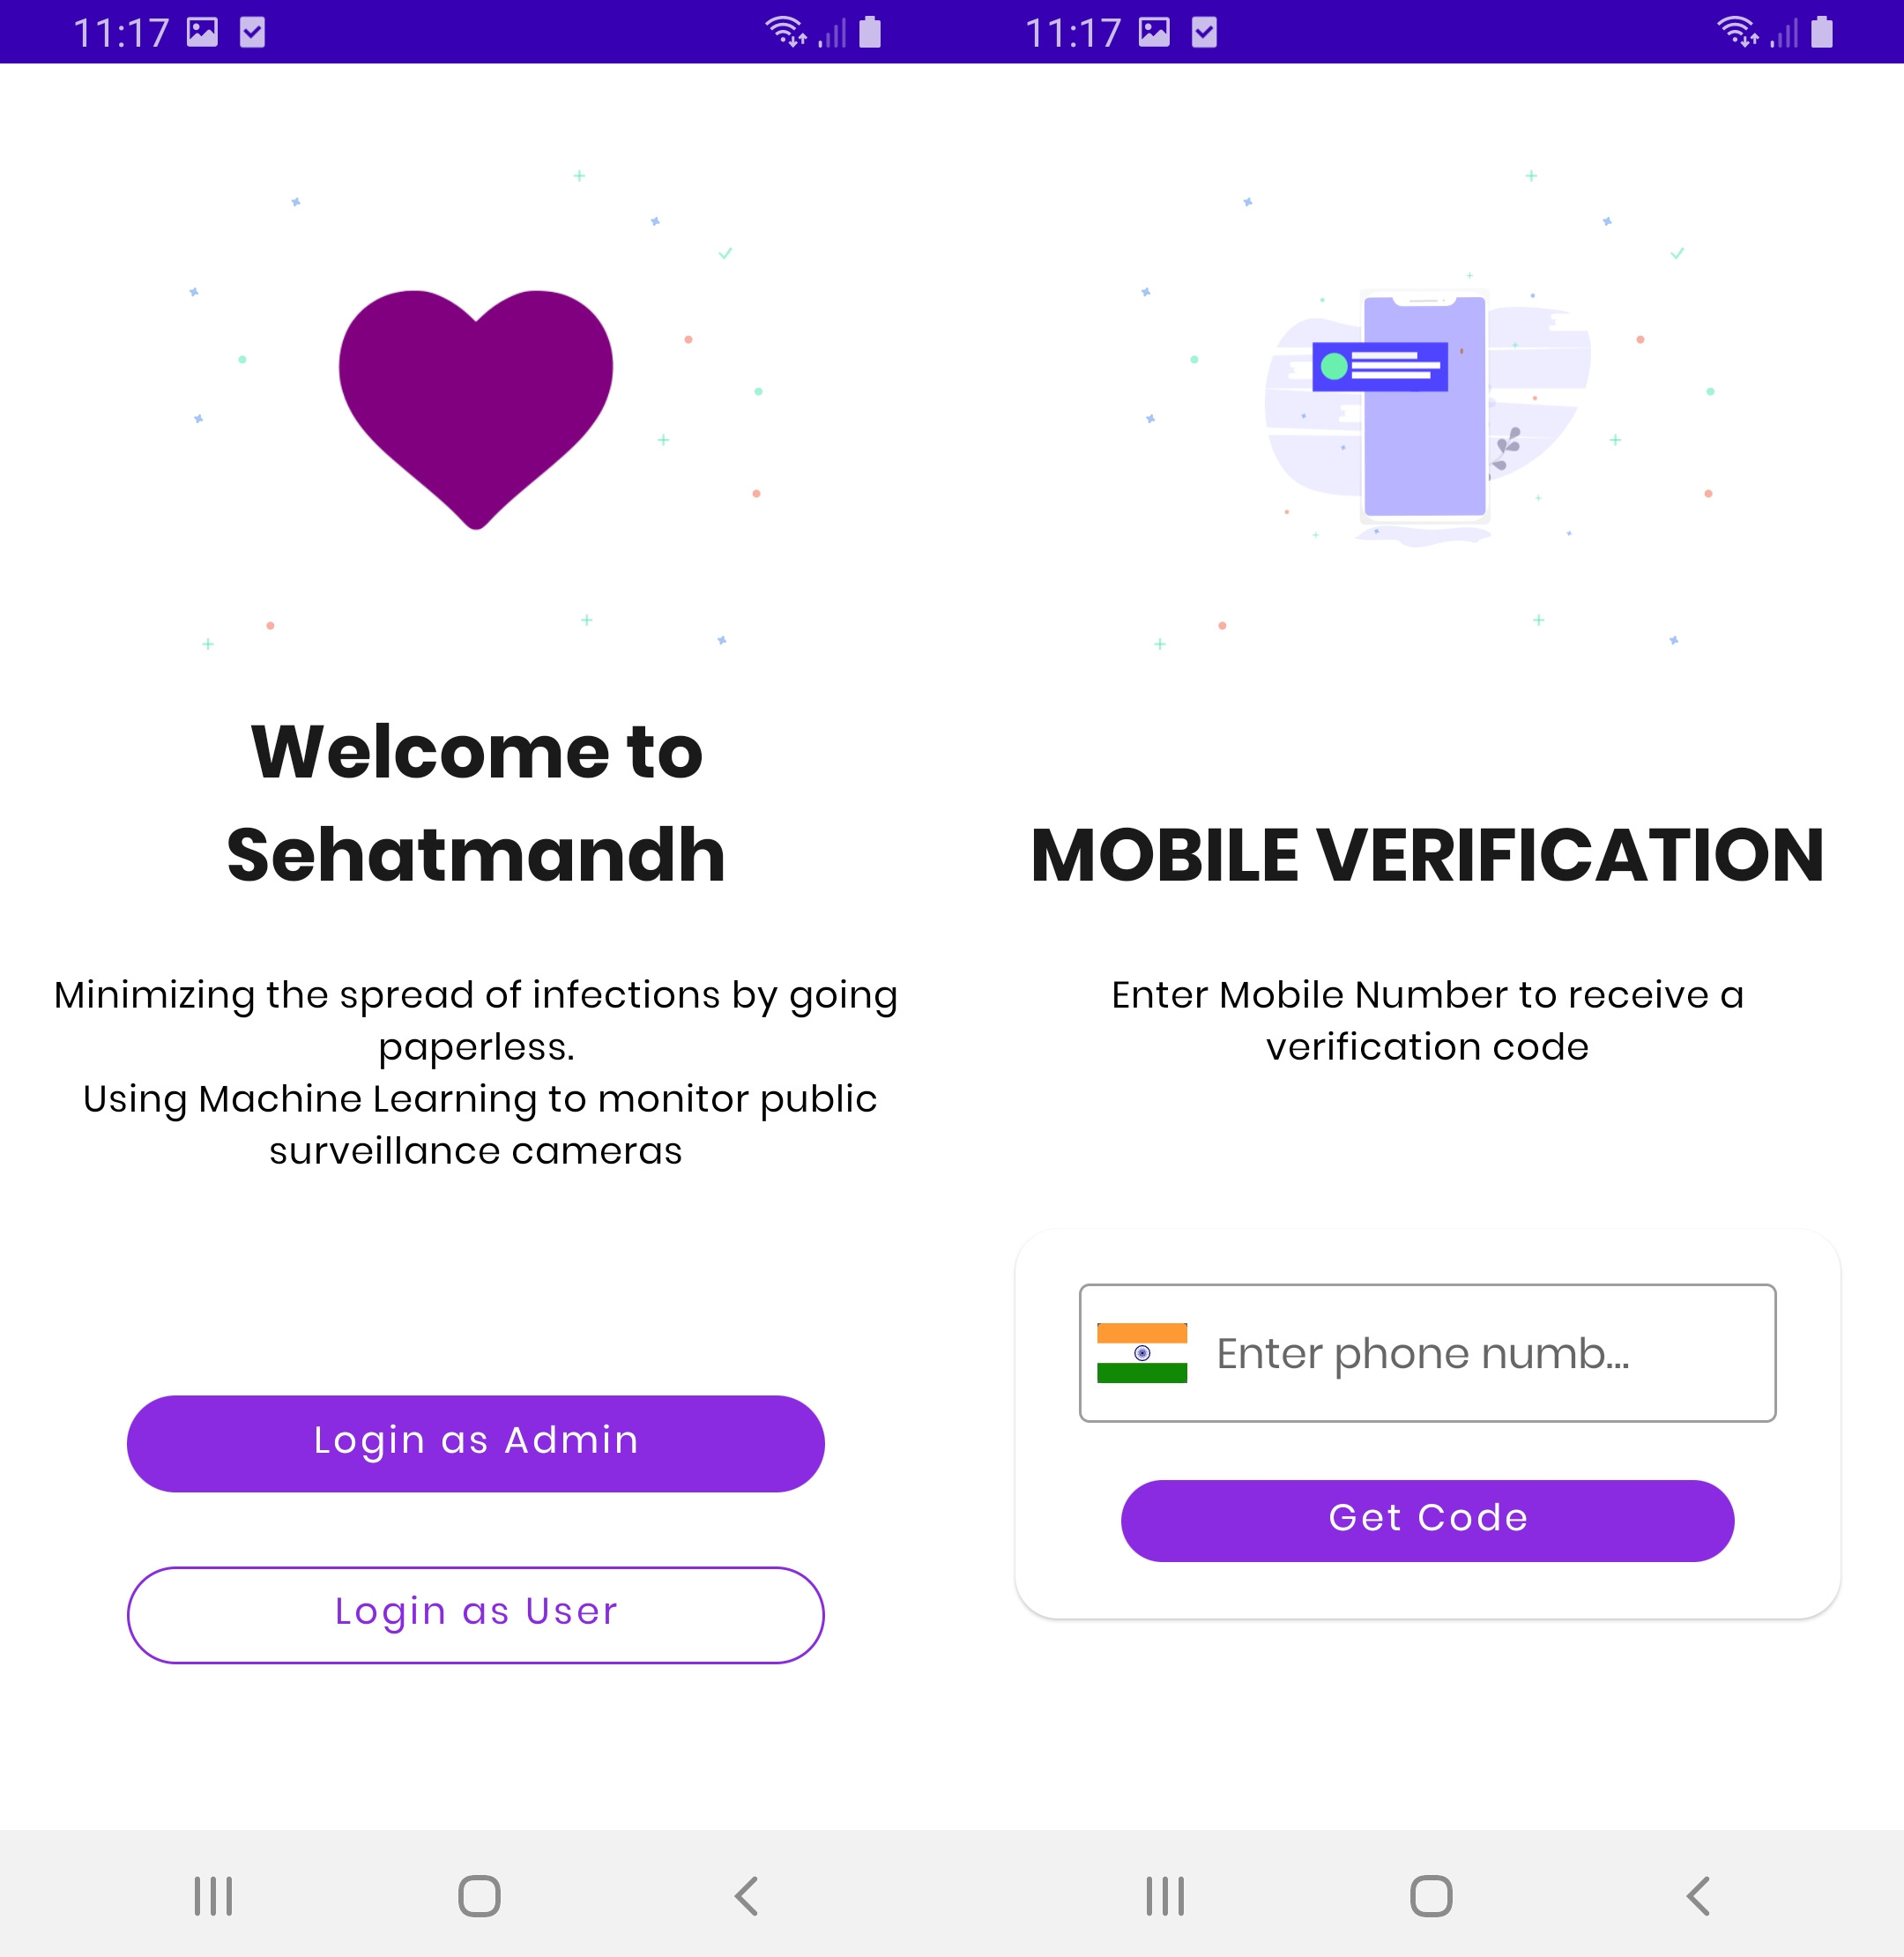 11:17
Welcome to
Sehatmandh
Minimizing the spread of infections by going
paperless.
Using Machine Learning to monitor public
surveillance cameras
Login as Admin
Login as User
11:17
MOBILE VERIFICATION
Enter Mobile Number to receive a
verification code
Enter phone numb...
Get Code